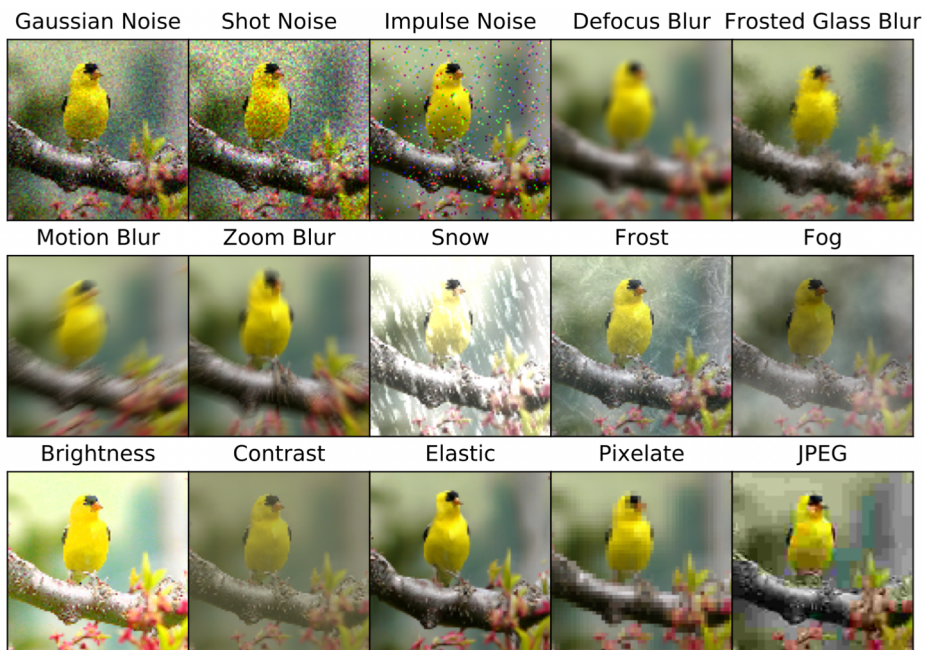 Gaussian Noise Shot Noise Impulse Noise Defocus Blur Frosted Glass Blur
Motion Blur Zoom Blur Snow Frost Fog
Brightness Contrast Elastic Pixelate JPEG